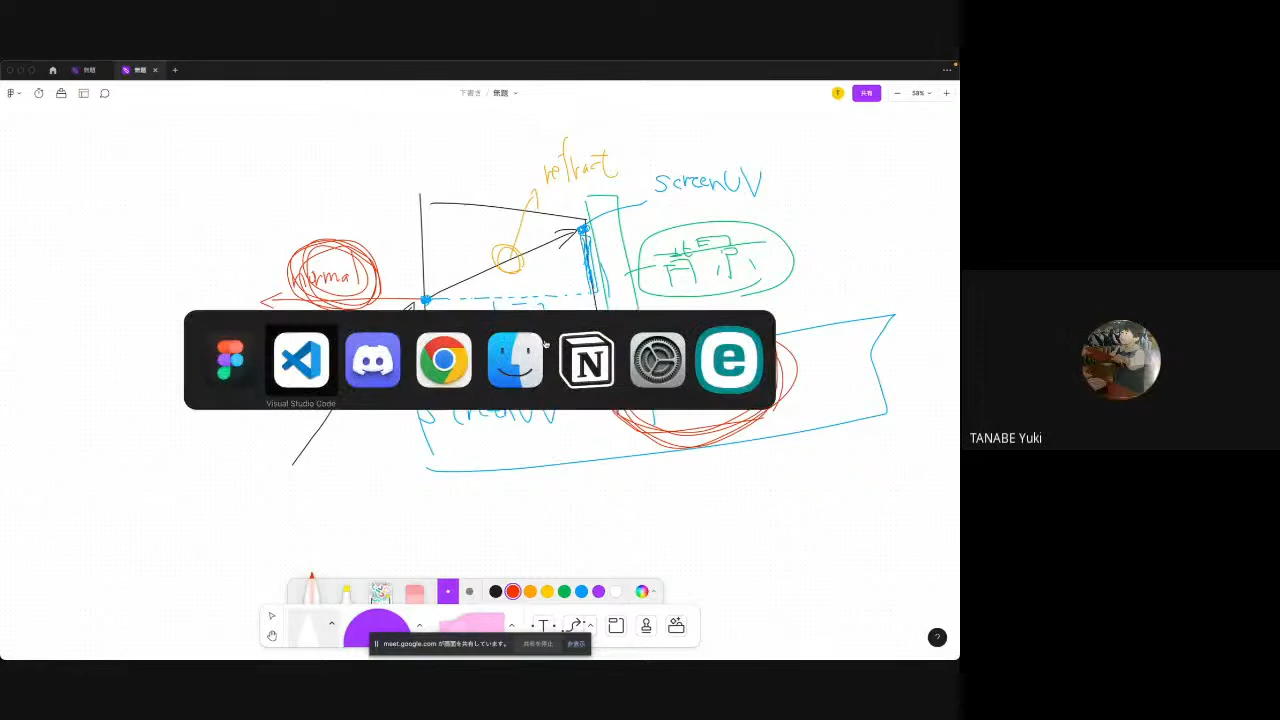 無題
無題
下書き / 無題
T
共有
58%
refract
screenUV
normal
Visual Studio Code
N
e
screenUV
T
meet.google.com が画面を共有しています。
共有を停止
非表示
?
TANABE Yuki